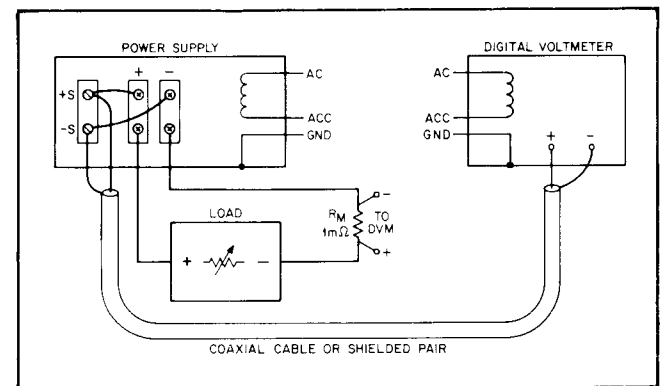 POWER SUPPLY
DIGITAL VOLTMETER
+ -
AC
AC
+S
-S
ACC
ACC
GND
GND
+ -
-
LOAD
RM
1mΩ
TO
DVM
+
+ -
COAXIAL CABLE OR SHIELDED PAIR